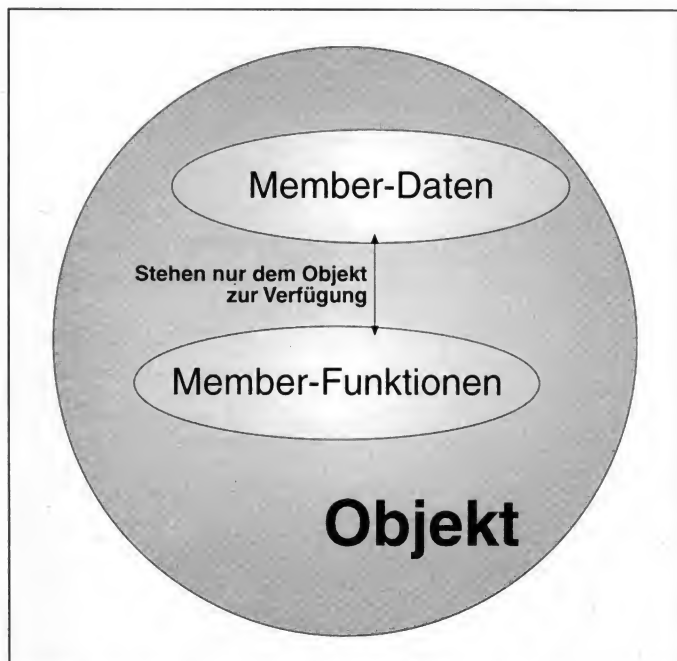 Member-Daten
Stehen nur dem Objekt
zur Verfügung
Member-Funktionen
Objekt